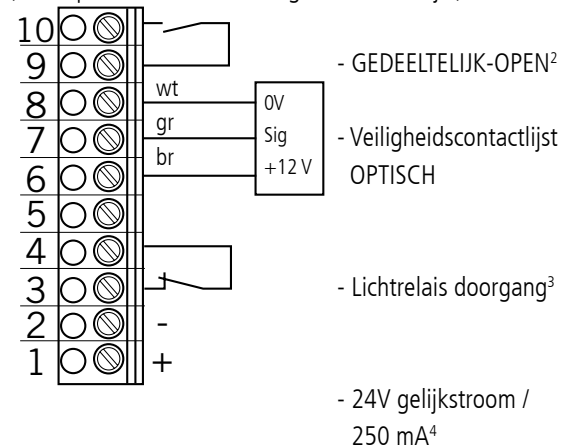 10
9
- GEDEELTELIJK-OPEN²
8 wt 0V
7 gr Sig
- Veiligheidscontactlijst
OPTISCH
6 br +12 V
5
4
3
- Lichtrelais doorgang³
2 -
1 +
- 24V gelijkstroom /
250 mA⁴